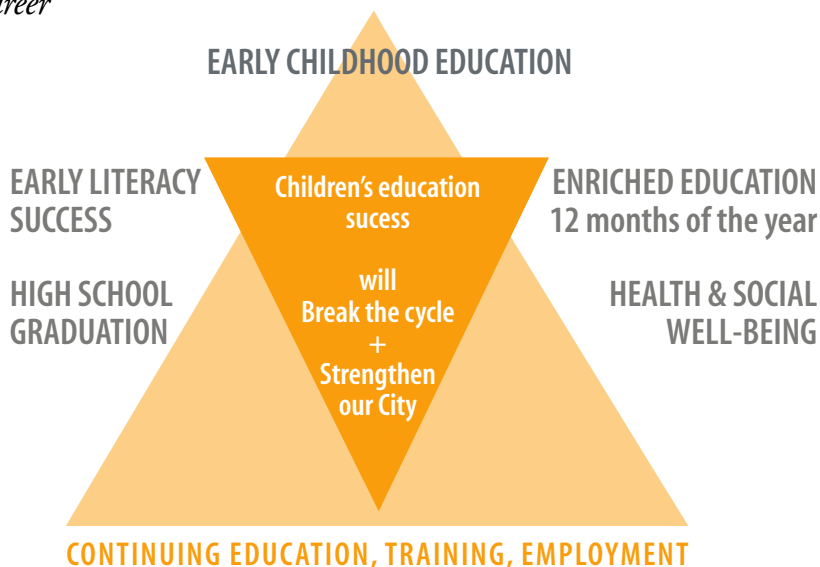 EARLY CHILDHOOD EDUCATION
EARLY LITERACY
SUCCESS
HIGH SCHOOL
GRADUATION
Children's education
sucess
will
Break the cycle
+
Strengthen
our City
ENRICHED EDUCATION
12 months of the year
HEALTH & SOCIAL
WELL-BEING
CONTINUING EDUCATION, TRAINING, EMPLOYMENT